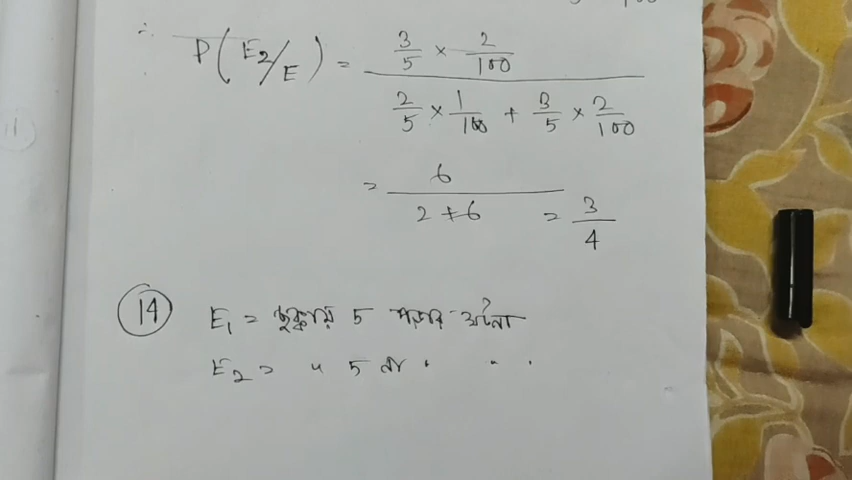 ∴ P(E₂/E) = (3/5 × 2/100) / (2/5 × 1/100 + 3/5 × 2/100)
= 6 / (2 + 6) = 3/4
(14) E₁ = ছক্কায় 5 পড়ার ঘটনা
E₂ = " 5 না " " "